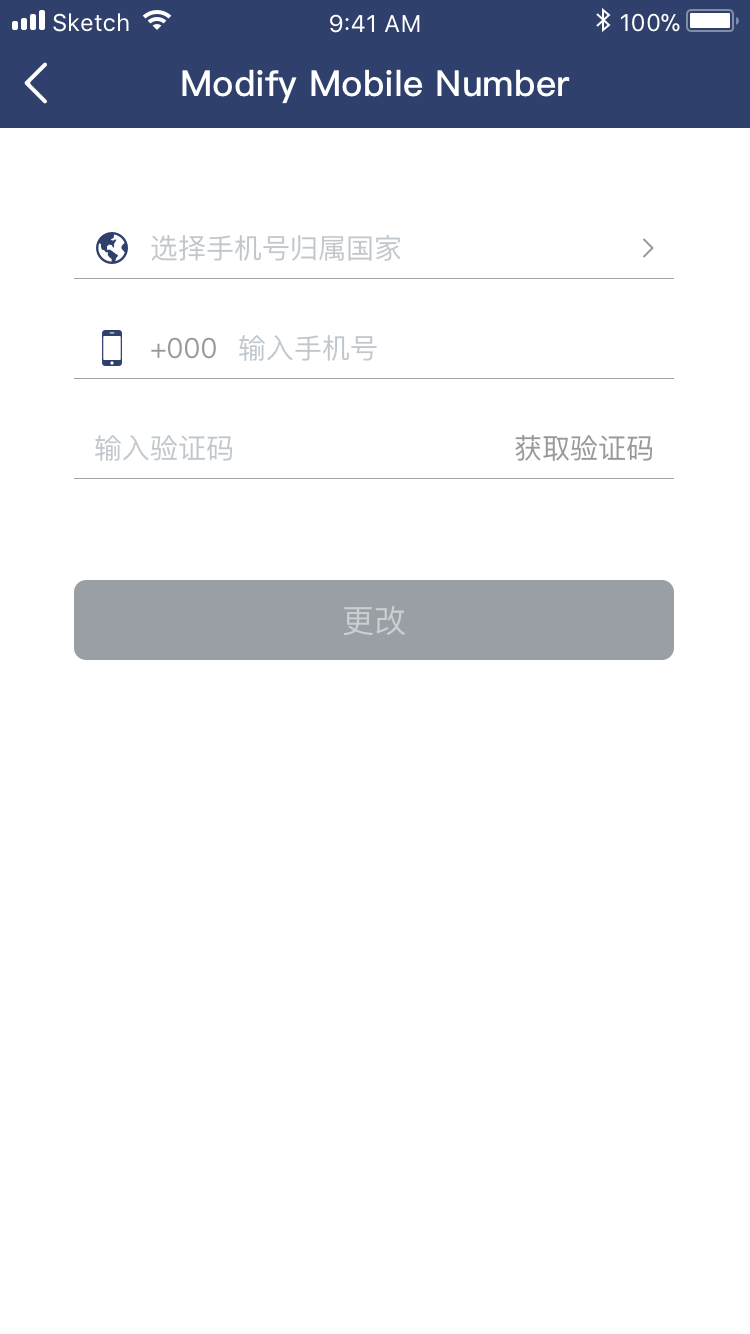 Sketch 9:41 AM 100%
Modify Mobile Number
选择手机号归属国家
+000 输入手机号
输入验证码 获取验证码
更改